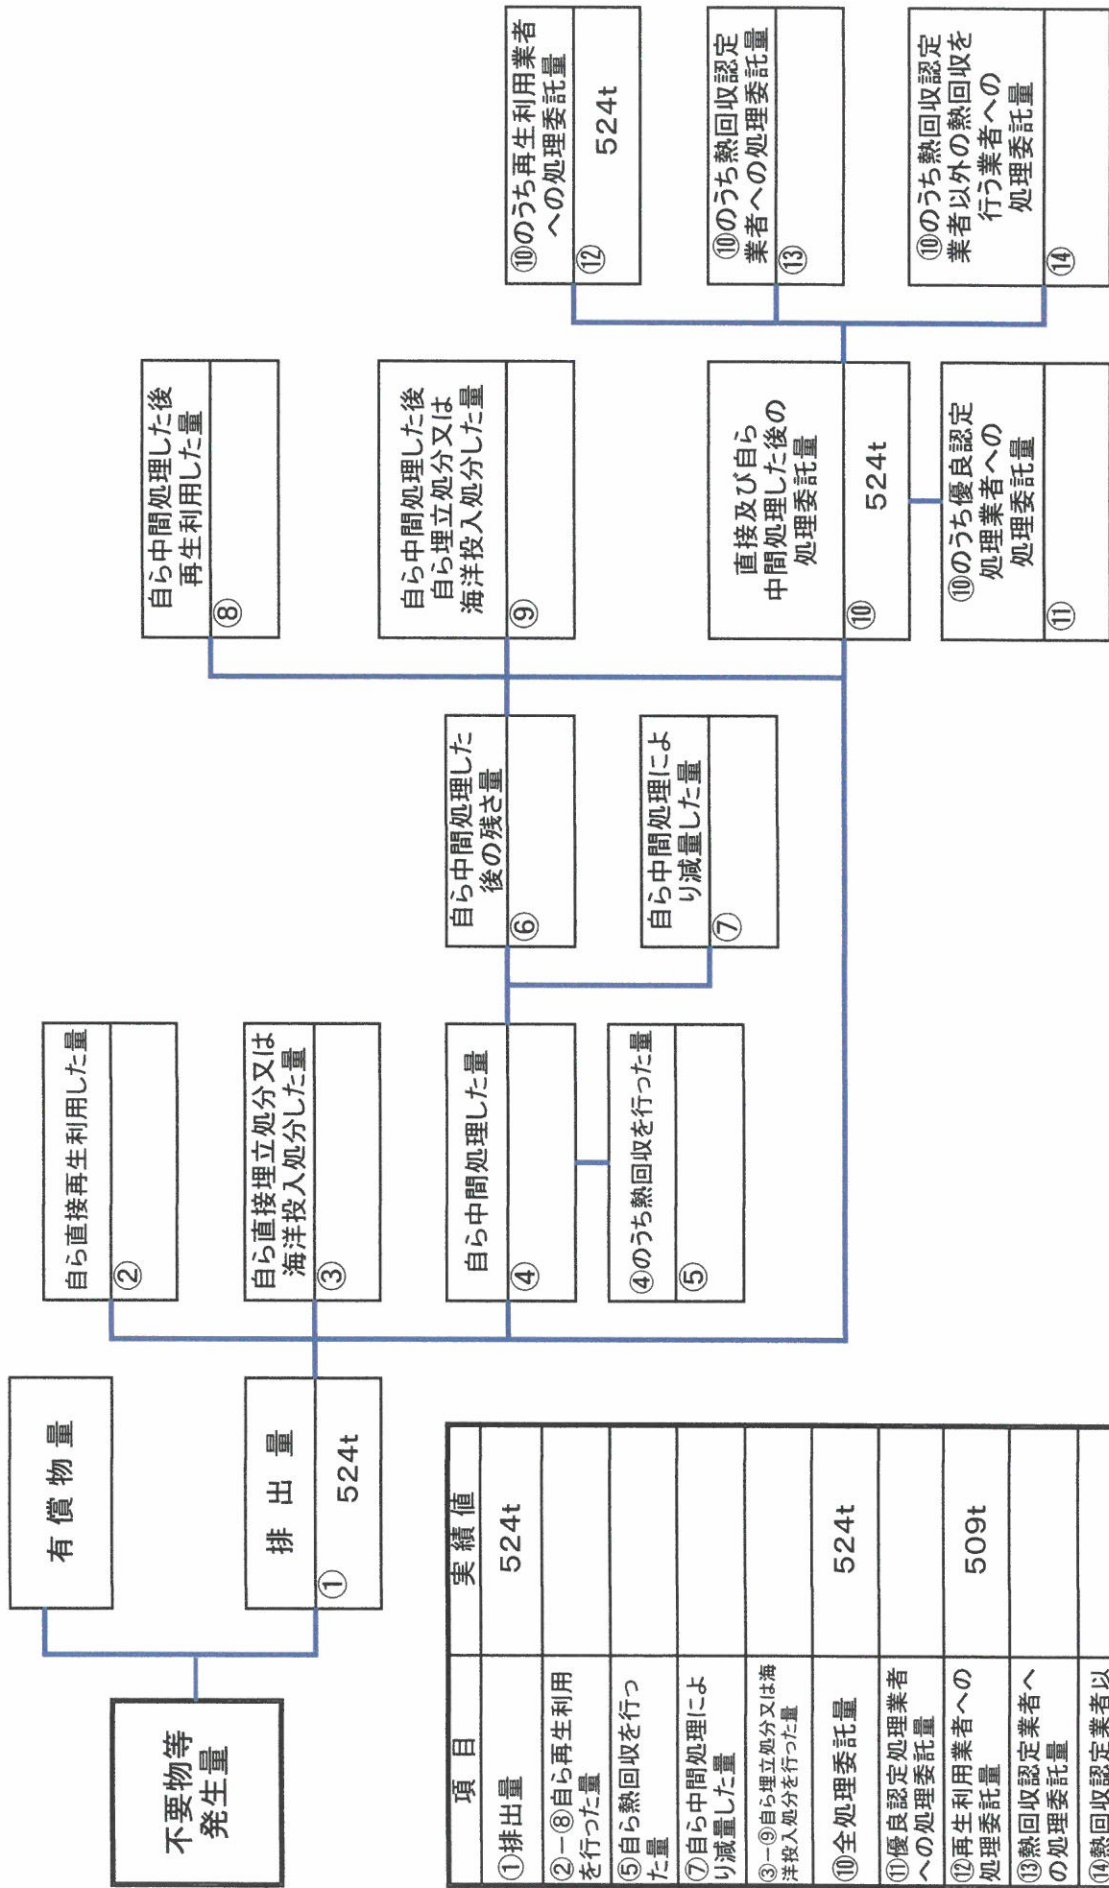 不要物等
発生量
有償物量
排出量
①
524t
自ら直接再生利用した量
②
自ら直接埋立処分又は
海洋投入処分した量
③
自ら中間処理した量
④
④のうち熱回収を行った量
⑤
自ら中間処理した
後の残さ量
⑥
自ら中間処理によ
り減量した量
⑦
自ら中間処理した後
再生利用した量
⑧
自ら中間処理した後
自ら埋立処分又は
海洋投入処分した量
⑨
直接及び自ら
中間処理した後の
処理委託量
⑩
524t
⑩のうち優良認定
処理業者への
処理委託量
⑪
⑩のうち再生利用業者
への処理委託量
⑫
524t
⑩のうち熱回収認定
業者への処理委託量
⑬
⑩のうち熱回収認定
業者以外の熱回収を
行う業者への
処理委託量
⑭
項目 実績値
①排出量 524t
②－⑧自ら再生利用
を行った量
⑤自ら熱回収を行っ
た量
⑦自ら中間処理によ
り減量した量
③－⑨自ら埋立処分又は海
洋投入処分を行った量
⑩全処理委託量 524t
⑪優良認定処理業者
への処理委託量
⑫再生利用業者への
処理委託量 509t
⑬熱回収認定業者へ
の処理委託量
⑭熱回収認定業者以